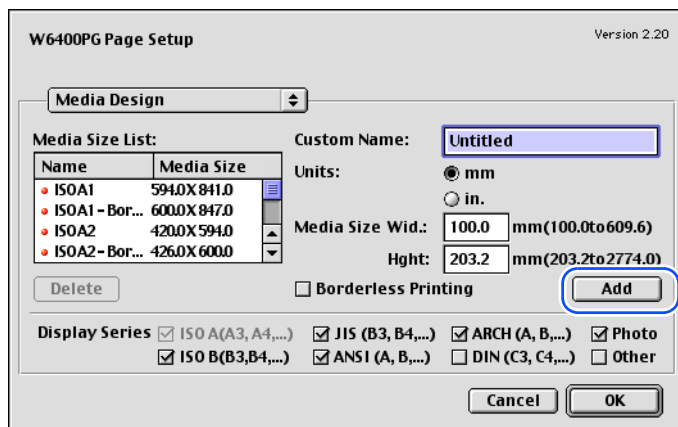 W6400PG Page Setup
Version 2.20
Media Design
Media Size List:
Name Media Size
ISOA1 594.0X841.0
ISOA1-Bor... 600.0X847.0
ISOA2 420.0X594.0
ISOA2-Bor... 426.0X600.0
Delete
Custom Name: Untitled
Units: mm
in.
Media Size Wid.: 100.0 mm(100.0to609.6)
Hght: 203.2 mm(203.2to2774.0)
Borderless Printing
Add
Display Series ISO A(A3, A4,...) JIS (B3, B4,...) ARCH (A, B,...) Photo
ISO B(B3,B4,...) ANSI (A, B,...) DIN (C3, C4,...) Other
Cancel OK